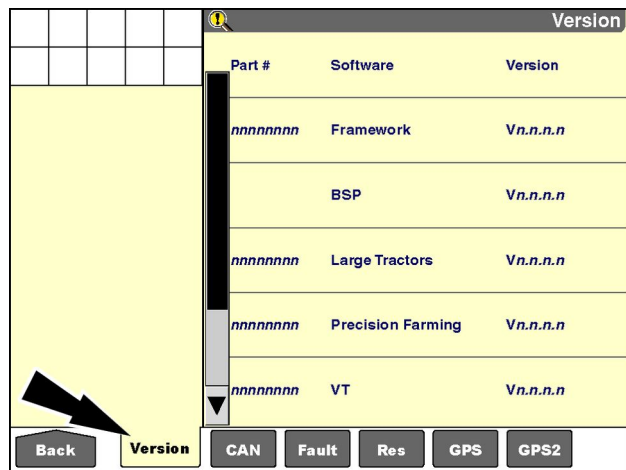 Version
Part # Software Version
nnnnnnnn Framework Vn.n.n.n
BSP Vn.n.n.n
nnnnnnnn Large Tractors Vn.n.n.n
nnnnnnnn Precision Farming Vn.n.n.n
nnnnnnnn VT Vn.n.n.n
Back Version CAN Fault Res GPS GPS2